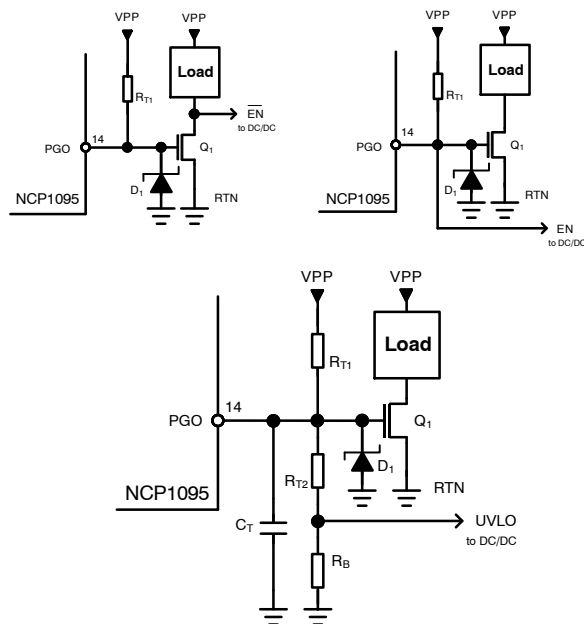 VPP VPP
Load
RT1
EN
to DC/DC
14
PGO
Q1
D1
RTN
NCP1095
VPP VPP
Load
RT1
14
PGO
Q1
D1
RTN
NCP1095
EN
to DC/DC
VPP VPP
RT1
Load
14
PGO
Q1
D1
RT2
RTN
NCP1095
UVLO
to DC/DC
CT
RB